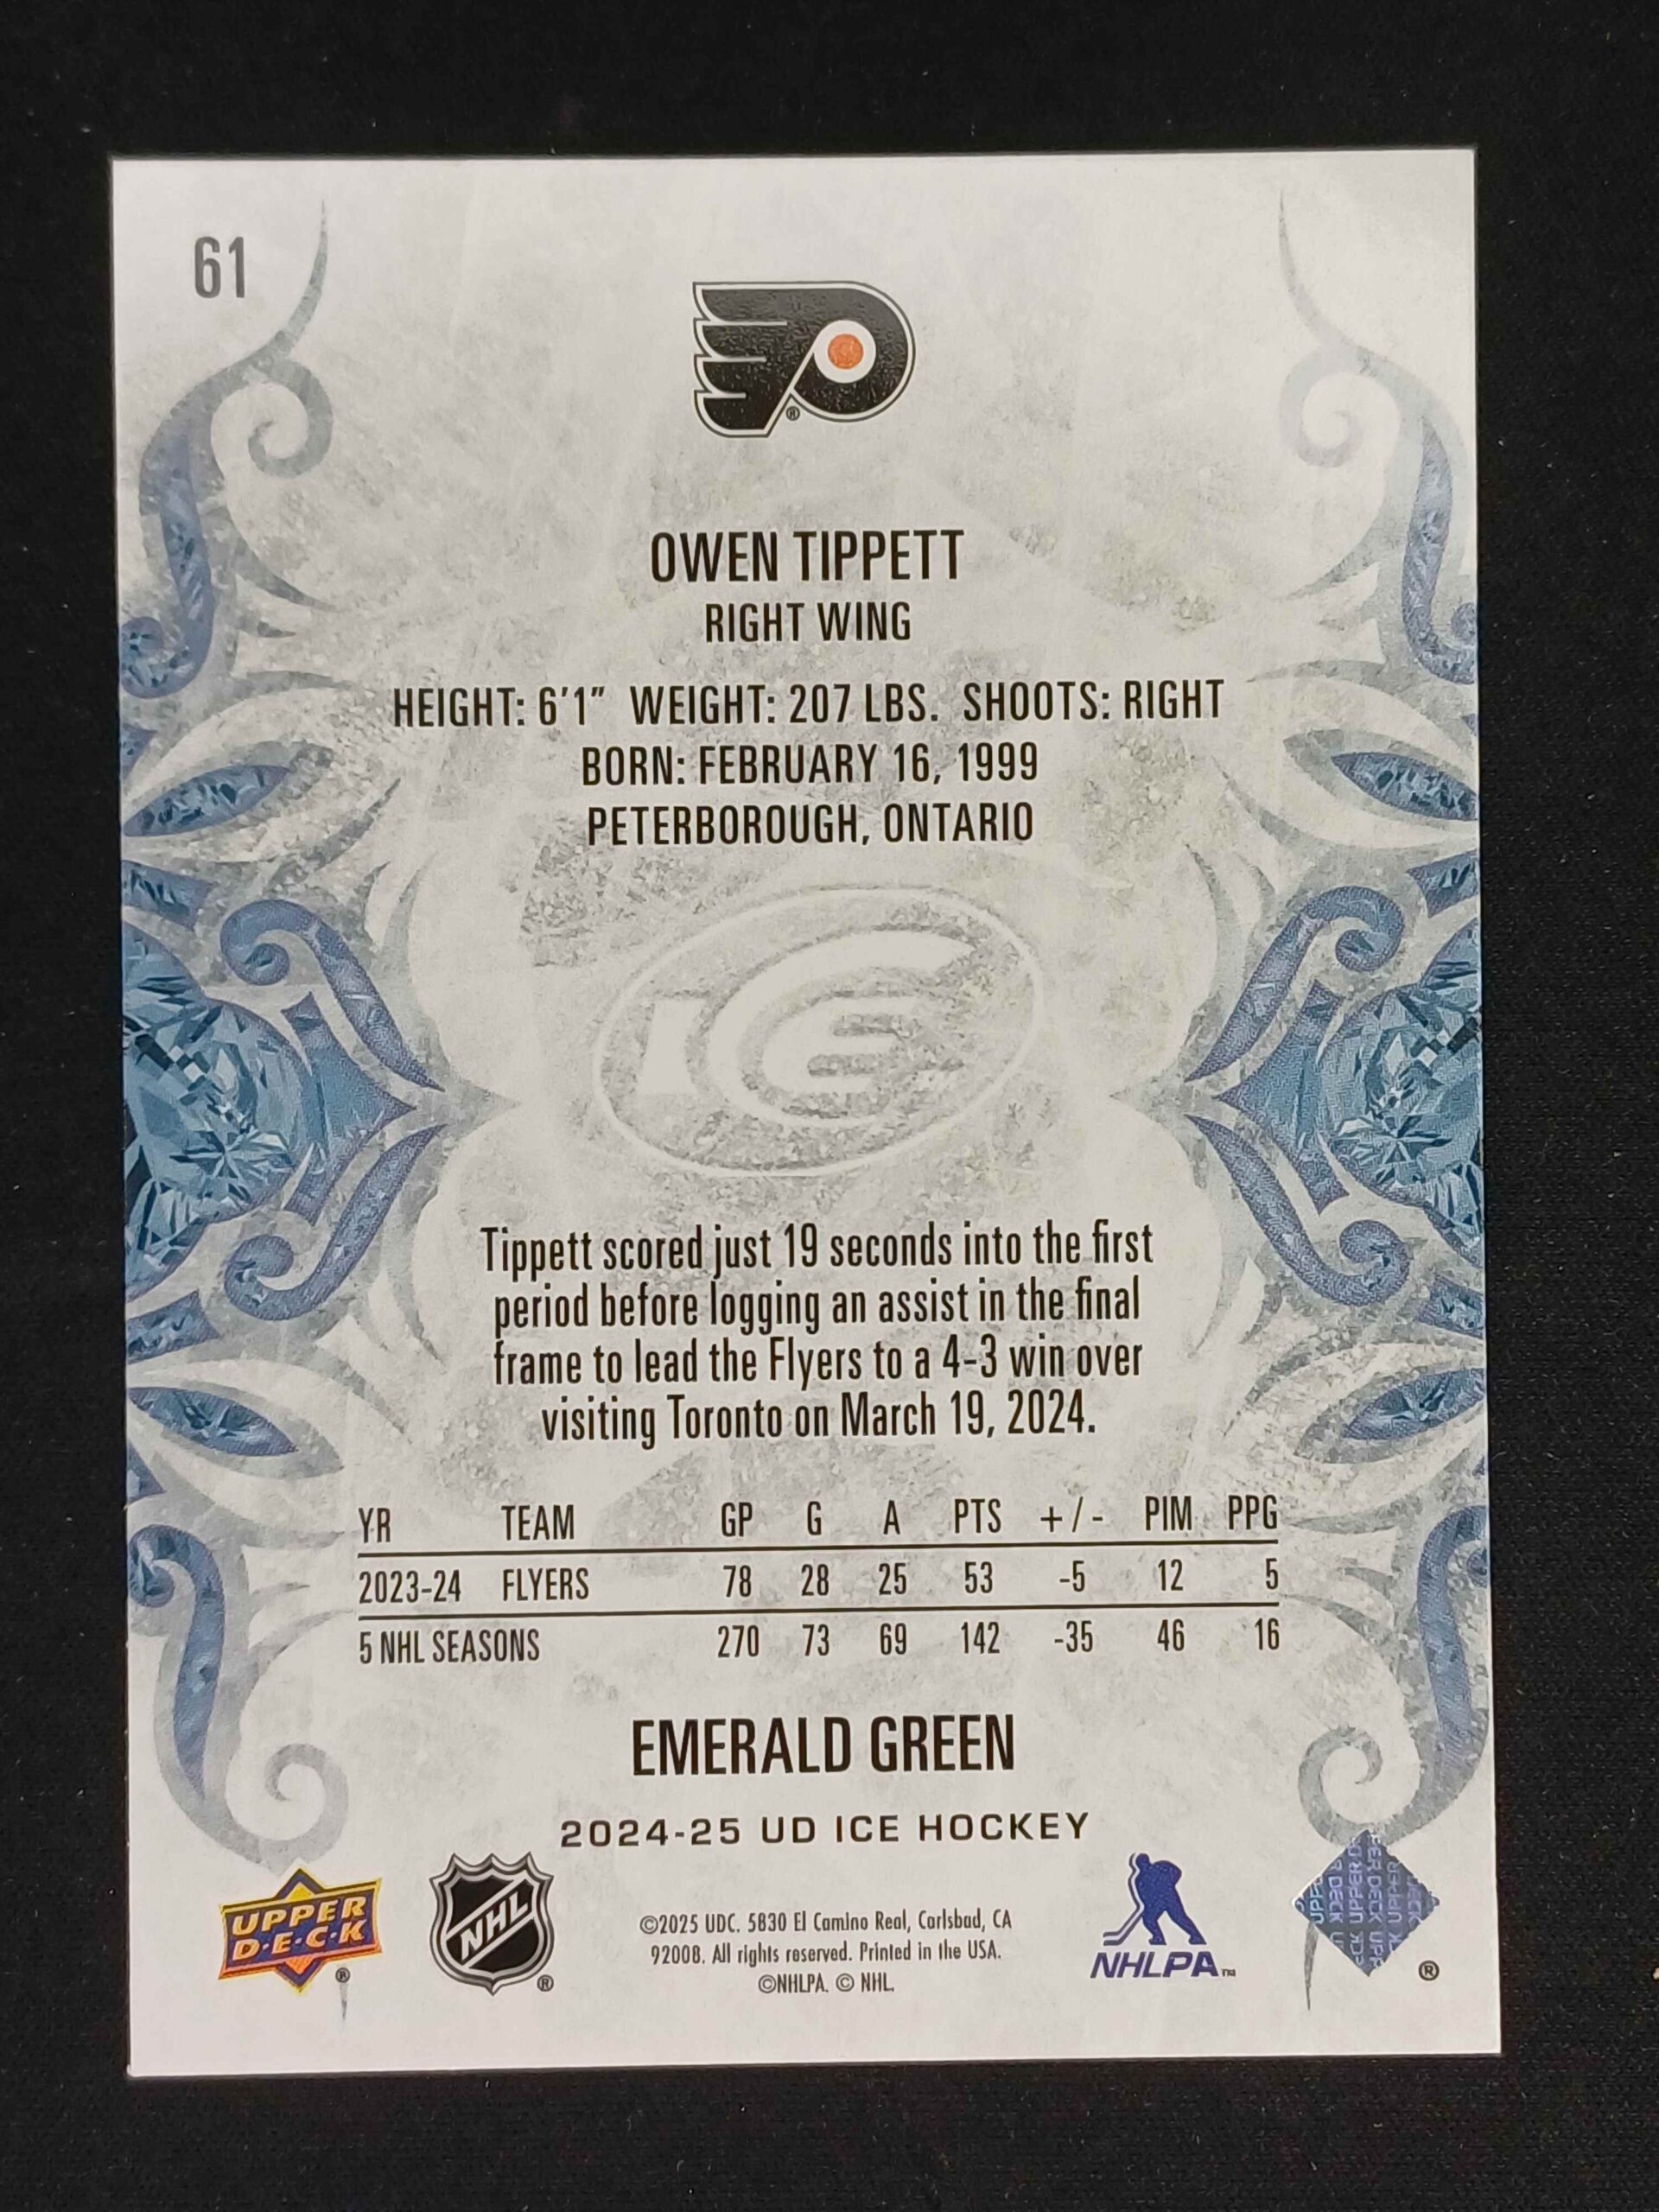 61
OWEN TIPPETT
RIGHT WING
HEIGHT: 6'1" WEIGHT: 207 LBS. SHOOTS: RIGHT
BORN: FEBRUARY 16, 1999
PETERBOROUGH, ONTARIO
ICE
Tippett scored just 19 seconds into the first
period before logging an assist in the final
frame to lead the Flyers to a 4-3 win over
visiting Toronto on March 19, 2024.
YR TEAM GP G A PTS +/- PIM PPG
2023-24 FLYERS 78 28 25 53 -5 12 5
5 NHL SEASONS 270 73 69 142 -35 46 16
EMERALD GREEN
2024-25 UD ICE HOCKEY
UPPER
D·E·C·K
®
NHL
®
©2025 UDC. 5830 El Camino Real, Carlsbad, CA
92008. All rights reserved. Printed in the USA.
©NHLPA. © NHL.
NHLPA™
®